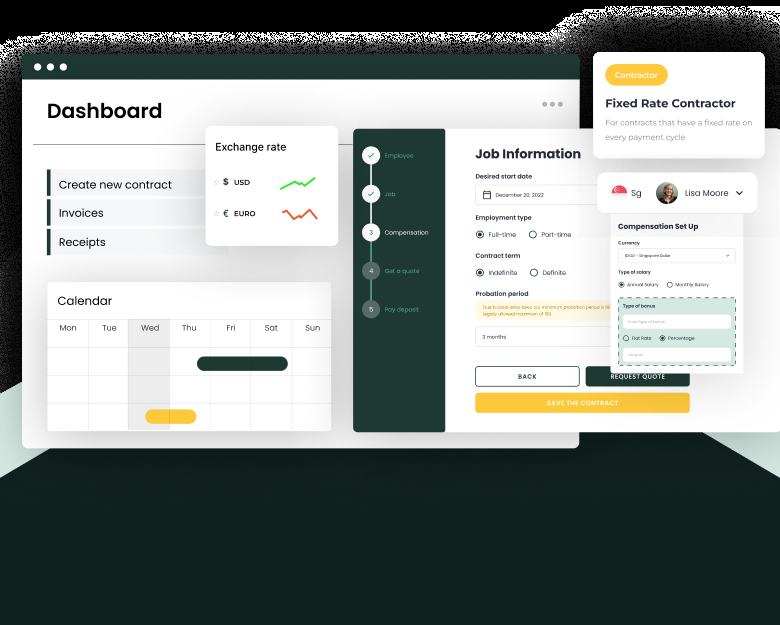 Dashboard
Create new contract
Invoices
Receipts
Exchange rate
$ USD
€ EURO
Calendar
Mon Tue Wed Thu Fri Sat Sun
Employee
Job
3 Compensation
4 Get a quote
5 Pay deposit
Job Information
Desired start date
December 20, 2022
Employment type
Full-time Part-time
Contract term
Indefinite Definite
Probation period
Due to local labor laws, our minimum probation period is
legally allowed maximum of 180.
3 months
BACK
REQUEST QUOTE
SAVE THE CONTRACT
Contractor
Fixed Rate Contractor
For contracts that have a fixed rate on
every payment cycle
Sg Lisa Moore
Compensation Set Up
Currency
Singapore Dollar
Type of salary
Annual Salary Monthly Salary
Type of bonus
Enter type of bonus
Flat Rate Percentage
Amount